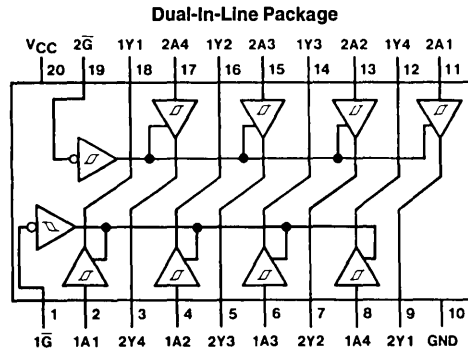 Dual-In-Line Package
VCC 2G̅ 1Y1 2A4 1Y2 2A3 1Y3 2A2 1Y4 2A1
20 19 18 17 16 15 14 13 12 11
1 2 3 4 5 6 7 8 9 10
1G̅ 1A1 2Y4 1A2 2Y3 1A3 2Y2 1A4 2Y1 GND